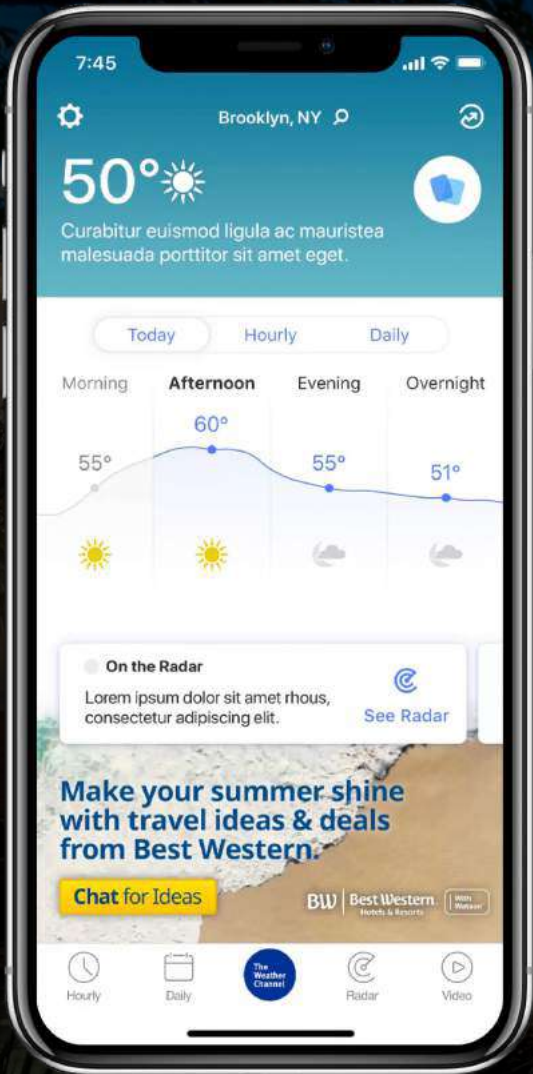 7:45
Brooklyn, NY
50°
Curabitur euismod ligula ac mauristea
malesuada porttitor sit amet eget.
Today Hourly Daily
Morning Afternoon Evening Overnight
55° 60° 55° 51°
On the Radar
Lorem ipsum dolor sit amet rhous,
consectetur adipiscing elit.
See Radar
Make your summer shine
with travel ideas & deals
from Best Western.
Chat for Ideas
BW Best Western.
Hotels & Resorts
With
Watson
The
Weather
Channel
Hourly Daily Radar Video